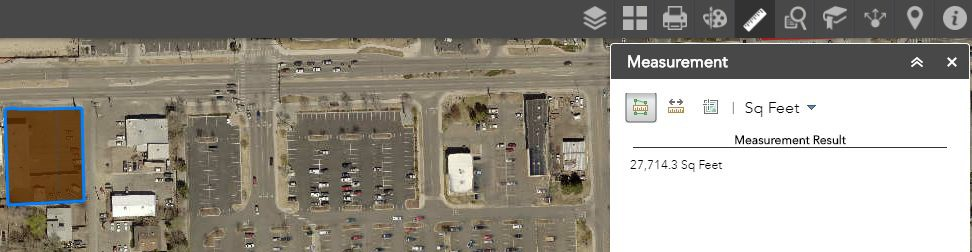 Measurement
Sq Feet
Measurement Result
27,714.3 Sq Feet